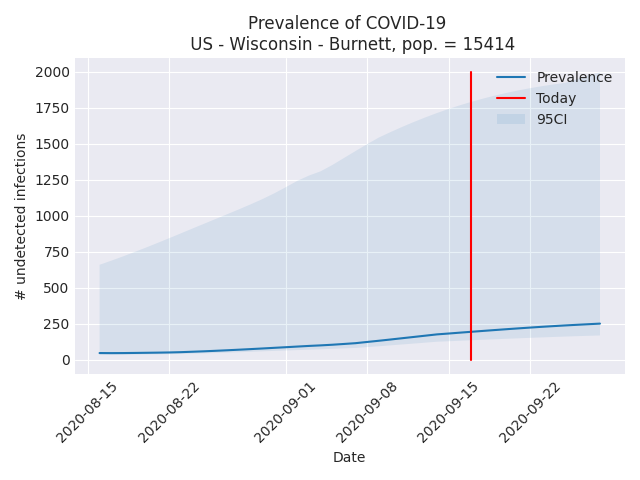 Prevalence of COVID-19
US - Wisconsin - Burnett, pop. = 15414
2000
1750
1500
1250
1000
750
500
250
0
# undetected infections
Prevalence
Today
95CI
2020-08-15
2020-08-22
2020-09-01
2020-09-08
2020-09-15
2020-09-22
Date